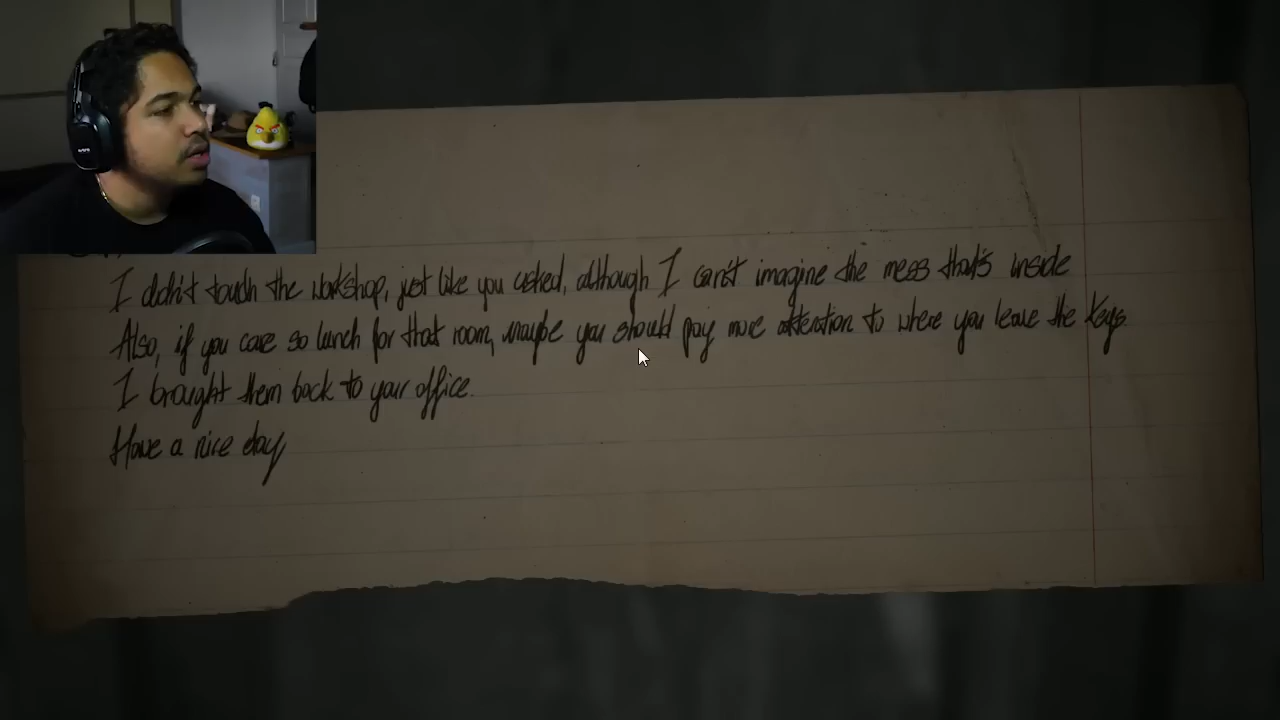 I didn't touch the workshop, just like you asked, although I can't imagine the mess that's inside
Also, if you care so much for that room, maybe you should pay more attention to where you leave the keys.
I brought them back to your office.
Have a nice day